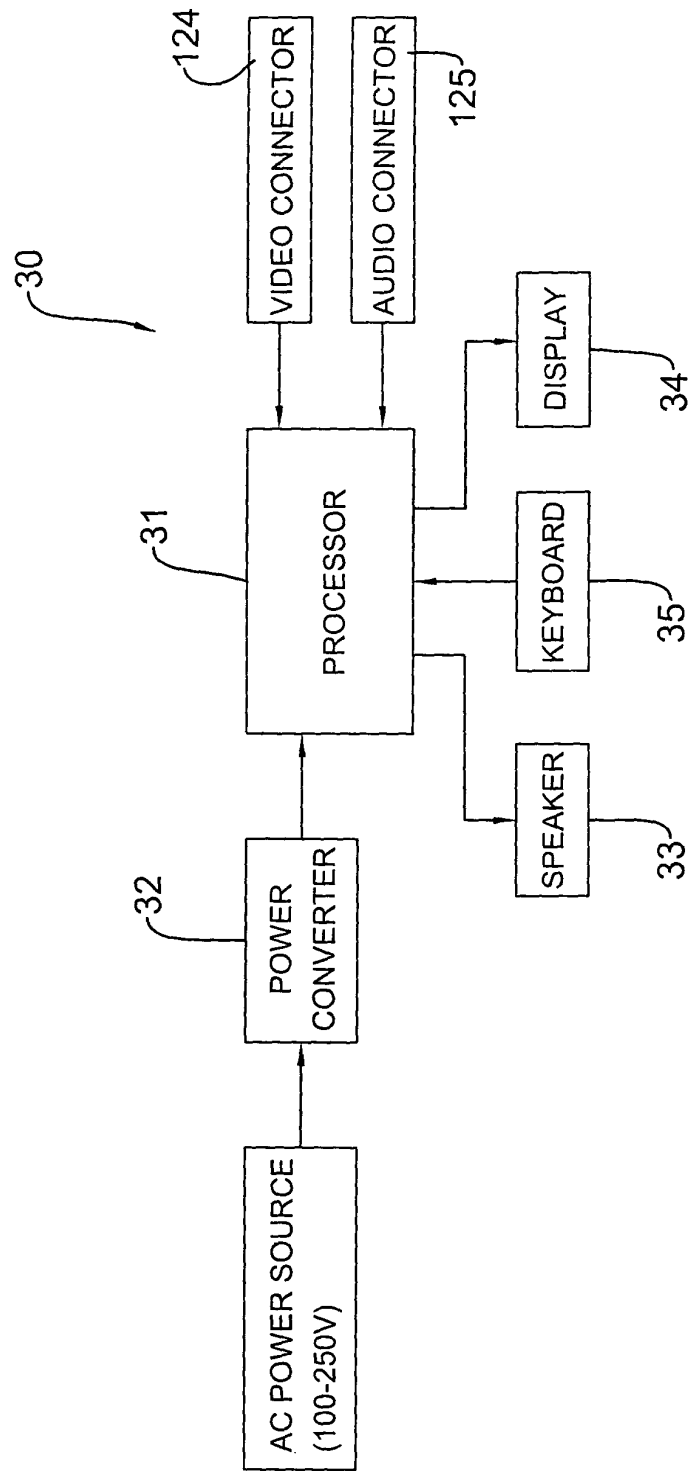 30
124
VIDEO CONNECTOR
AUDIO CONNECTOR
125
31
PROCESSOR
32
POWER
CONVERTER
AC POWER SOURCE
(100-250V)
SPEAKER
33
KEYBOARD
35
DISPLAY
34